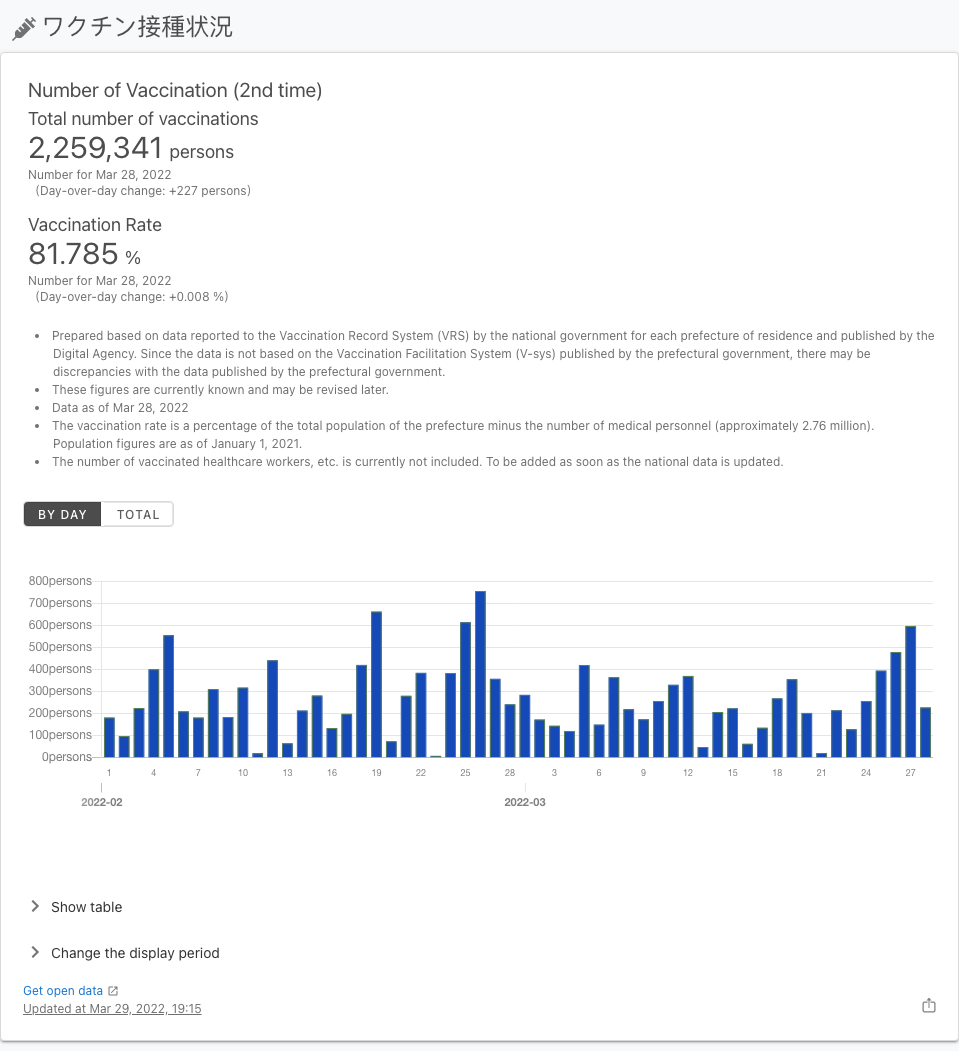 ワクチン接種状況
Number of Vaccination (2nd time)
Total number of vaccinations
2,259,341 persons
Number for Mar 28, 2022
(Day-over-day change: +227 persons)
Vaccination Rate
81.785 %
Number for Mar 28, 2022
(Day-over-day change: +0.008 %)
• Prepared based on data reported to the Vaccination Record System (VRS) by the national government for each prefecture of residence and published by the
Digital Agency. Since the data is not based on the Vaccination Facilitation System (V-sys) published by the prefectural government, there may be
discrepancies with the data published by the prefectural government.
• These figures are currently known and may be revised later.
• Data as of Mar 28, 2022
• The vaccination rate is a percentage of the total population of the prefecture minus the number of medical personnel (approximately 2.76 million).
Population figures are as of January 1, 2021.
• The number of vaccinated healthcare workers, etc. is currently not included. To be added as soon as the national data is updated.
BY DAY TOTAL
800persons
700persons
600persons
500persons
400persons
300persons
200persons
100persons
0persons
1 4 7 10 13 16 19 22 25 28 3 6 9 12 15 18 21 24 27
2022-02 2022-03
Show table
Change the display period
Get open data
Updated at Mar 29, 2022, 19:15